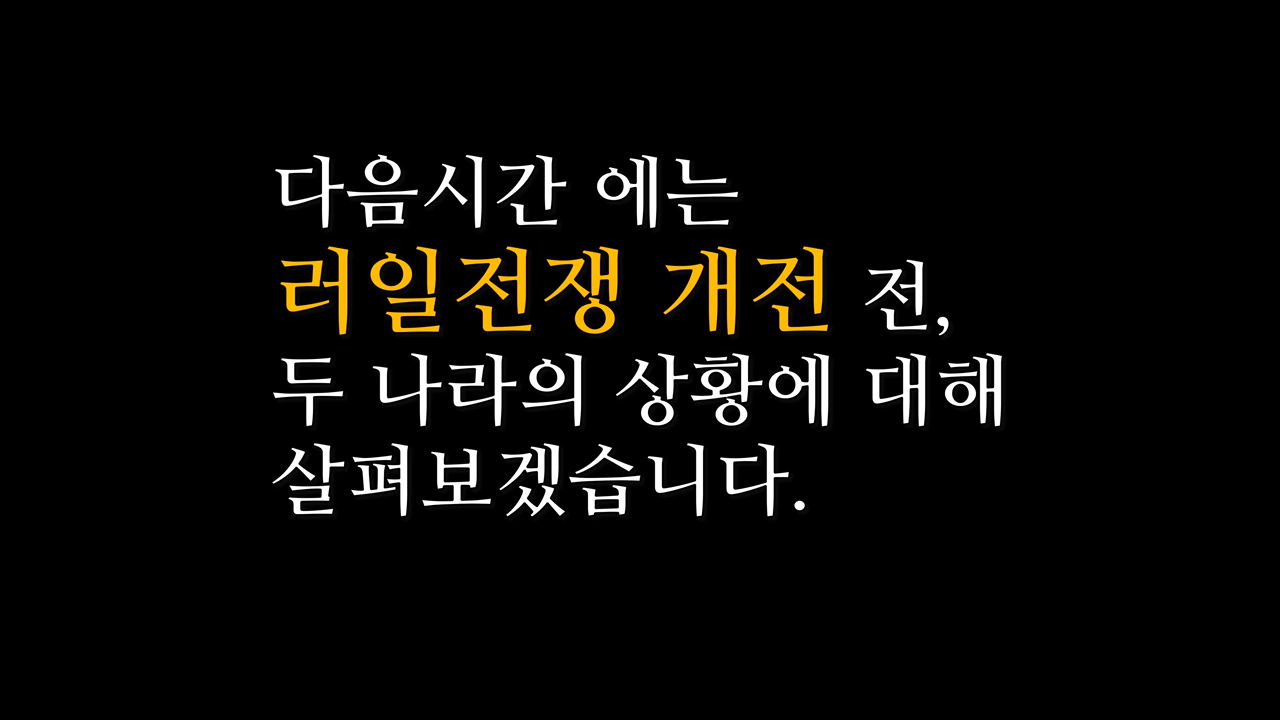 다음시간 에는
러일전쟁 개전 전,
두 나라의 상황에 대해
살펴보겠습니다.